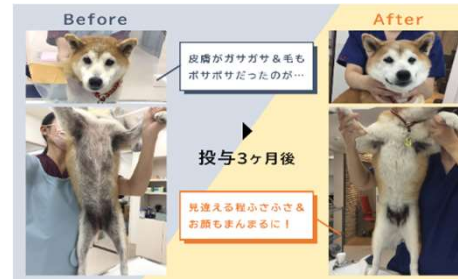 Before
After
皮膚がガサガサ&毛も
ボサボサだったのが…
投与3ヶ月後
見違える程ふさふさ&
お顔もまんまるに!